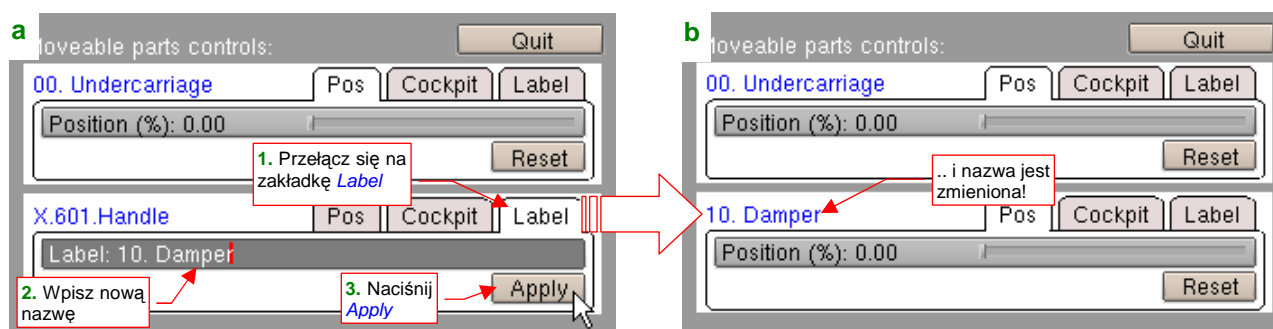 a
loveable parts controls:
Quit
00. Undercarriage
Pos
Cockpit
Label
Position (%): 0.00
Reset
1. Przełącz się na
zakładkę Label
X.601.Handle
Pos
Cockpit
Label
Label: 10. Damper
2. Wpisz nową
nazwę
3. Naciśnij
Apply
Apply
b
loveable parts controls:
Quit
00. Undercarriage
Pos
Cockpit
Label
Position (%): 0.00
Reset
.. i nazwa jest
zmieniona!
10. Damper
Pos
Cockpit
Label
Position (%): 0.00
Reset